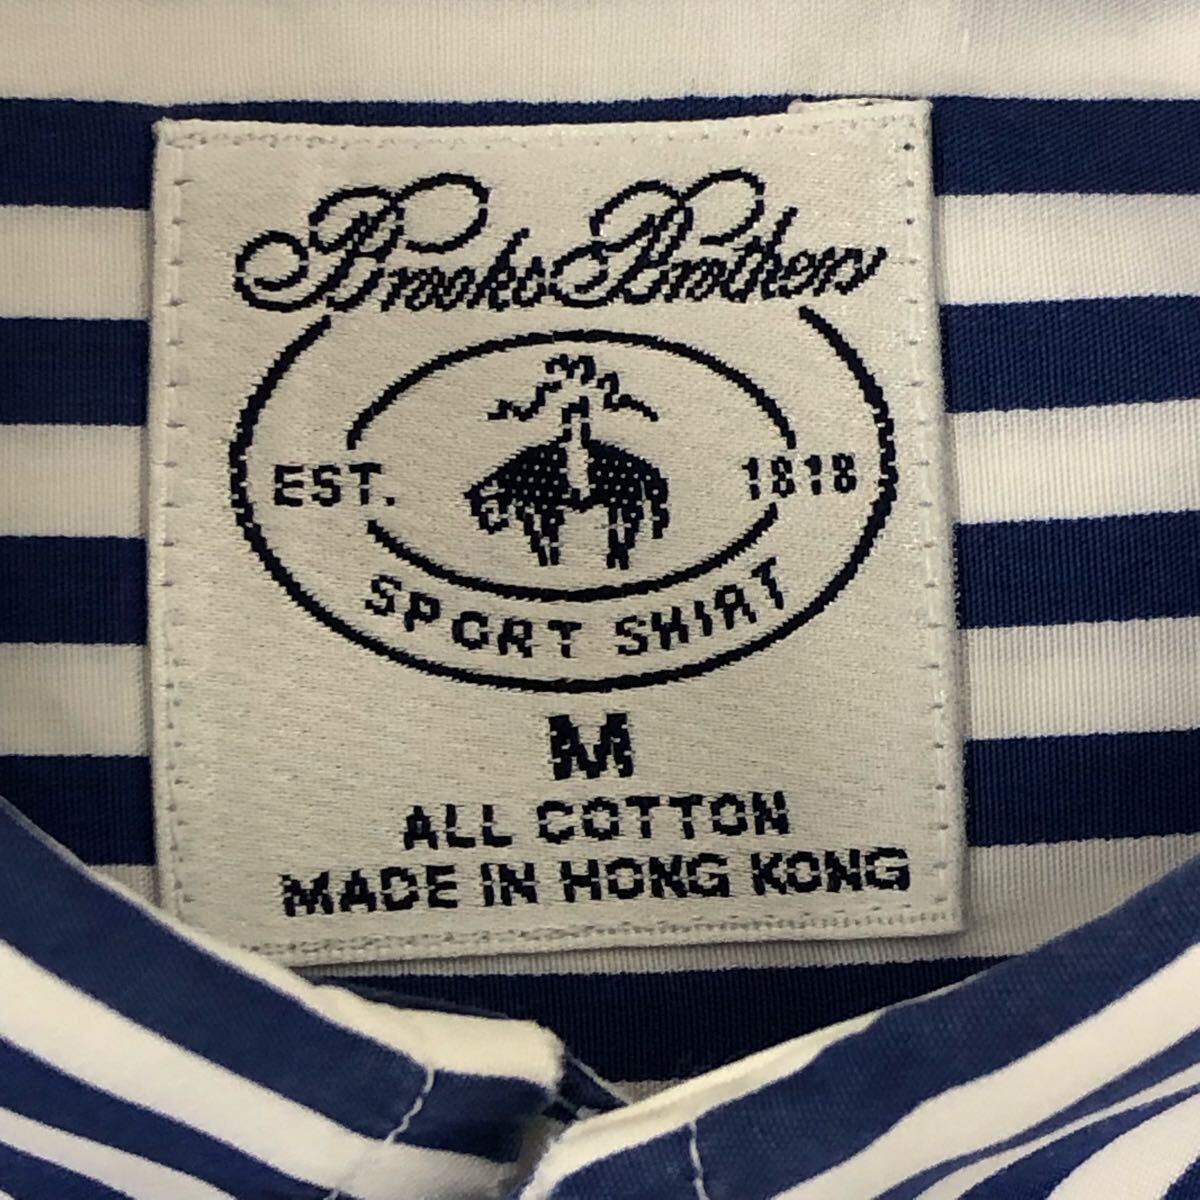 Brooks Brothers
EST. 1818
SPORT SHIRT
M
ALL COTTON
MADE IN HONG KONG